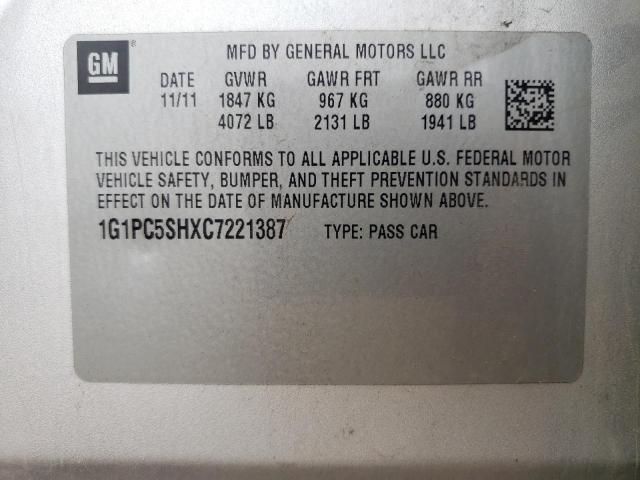 GM
MFD BY GENERAL MOTORS LLC
DATE GVWR GAWR FRT GAWR RR
11/11 1847 KG 967 KG 880 KG
4072 LB 2131 LB 1941 LB
THIS VEHICLE CONFORMS TO ALL APPLICABLE U.S. FEDERAL MOTOR
VEHICLE SAFETY, BUMPER, AND THEFT PREVENTION STANDARDS IN
EFFECT ON THE DATE OF MANUFACTURE SHOWN ABOVE.
1G1PC5SHXC7221387 TYPE: PASS CAR